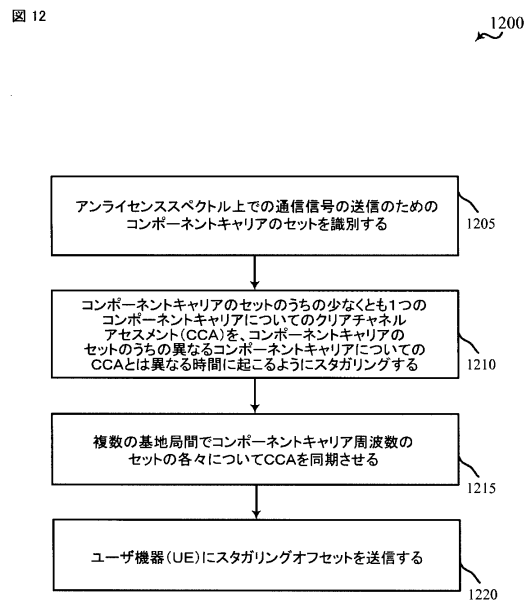 図 12
1200
アンライセンススペクトル上での通信信号の送信のための
コンポーネントキャリアのセットを識別する
1205
コンポーネントキャリアのセットのうちの少なくとも1つの
コンポーネントキャリアについてのクリアチャネル
アセスメント(CCA)を、コンポーネントキャリアの
セットのうちの異なるコンポーネントキャリアについての
CCAとは異なる時間に起こるようにスタガリングする
1210
複数の基地局間でコンポーネントキャリア周波数の
セットの各々についてCCAを同期させる
1215
ユーザ機器(UE)にスタガリングオフセットを送信する
1220